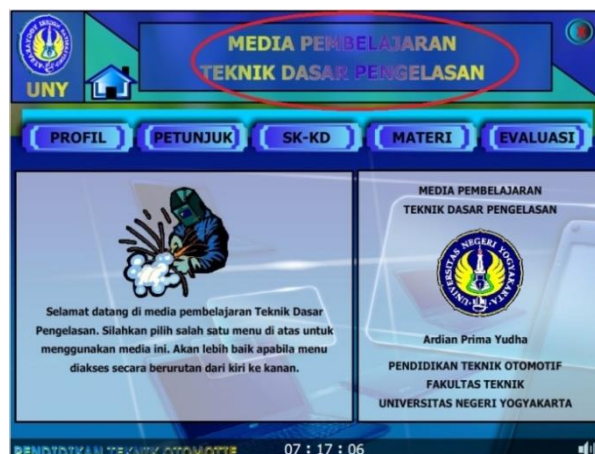 MEDIA PEMBELAJARAN
TEKNIK DASAR PENGELASAN
UNY
PROFIL
PETUNJUK
SK-KD
MATERI
EVALUASI
Selamat datang di media pembelajaran Teknik Dasar
Pengelasan. Silahkan pilih salah satu menu di atas untuk
menggunakan media ini. Akan lebih baik apabila menu
diakses secara berurutan dari kiri ke kanan.
MEDIA PEMBELAJARAN
TEKNIK DASAR PENGELASAN
UNIVERSITAS NEGERI YOGYAKARTA
Ardian Prima Yudha
PENDIDIKAN TEKNIK OTOMOTIF
FAKULTAS TEKNIK
UNIVERSITAS NEGERI YOGYAKARTA
PENDIDIKAN TEKNIK OTOMOTIF
07 : 17 : 06